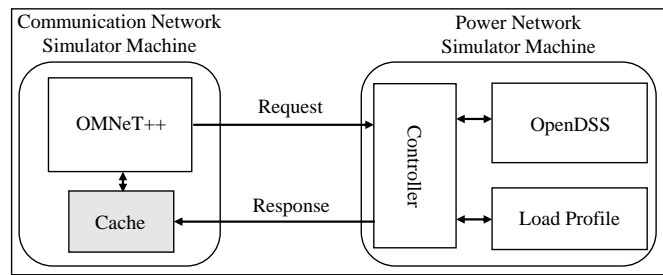 Communication Network
Simulator Machine
Power Network
Simulator Machine
OMNeT++
Request
Controller
OpenDSS
Cache
Response
Load Profile